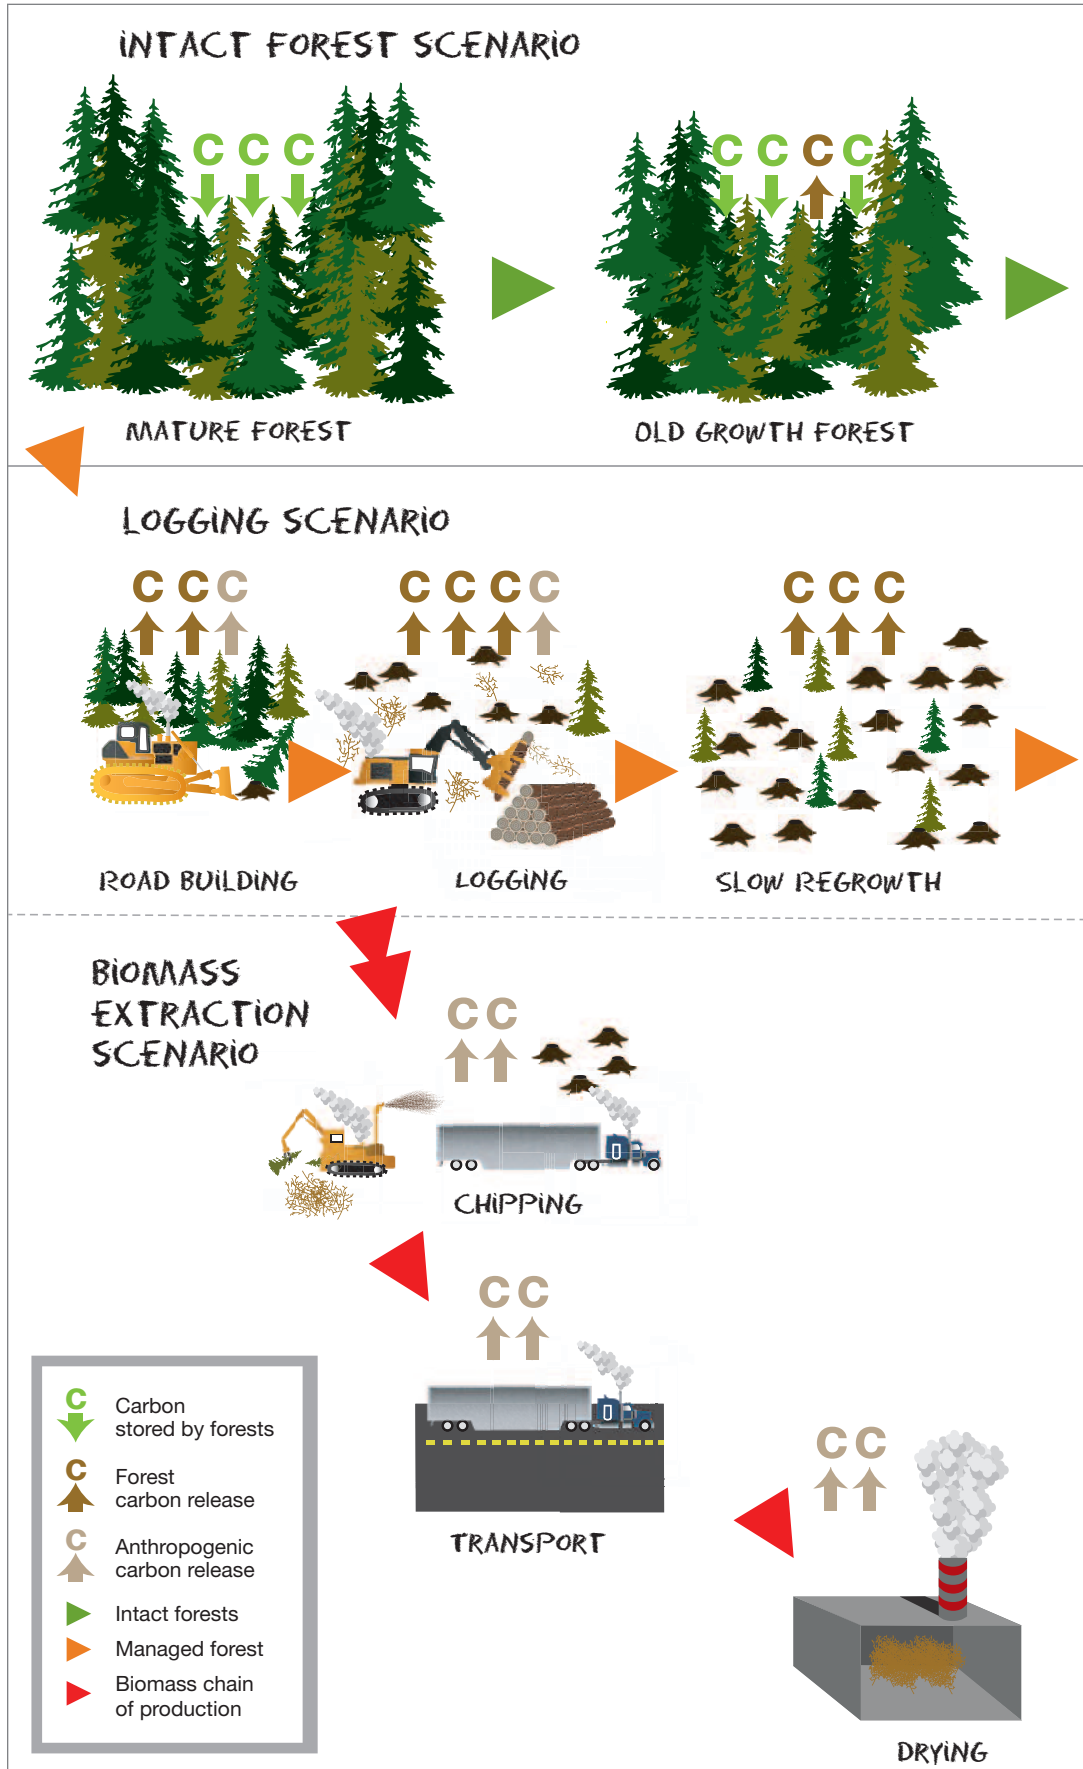 INTACT FOREST SCENARIO
C C C
C C C C
MATURE FOREST
OLD GROWTH FOREST
LOGGING SCENARIO
C C C
C C C C
C C C
ROAD BUILDING
LOGGING
SLOW REGROWTH
BIOMASS
EXTRACTION
SCENARIO
C C
CHIPPING
C C
TRANSPORT
C C
DRYING
C
Carbon
stored by forests
C
Forest
carbon release
C
Anthropogenic
carbon release
Intact forests
Managed forest
Biomass chain
of production